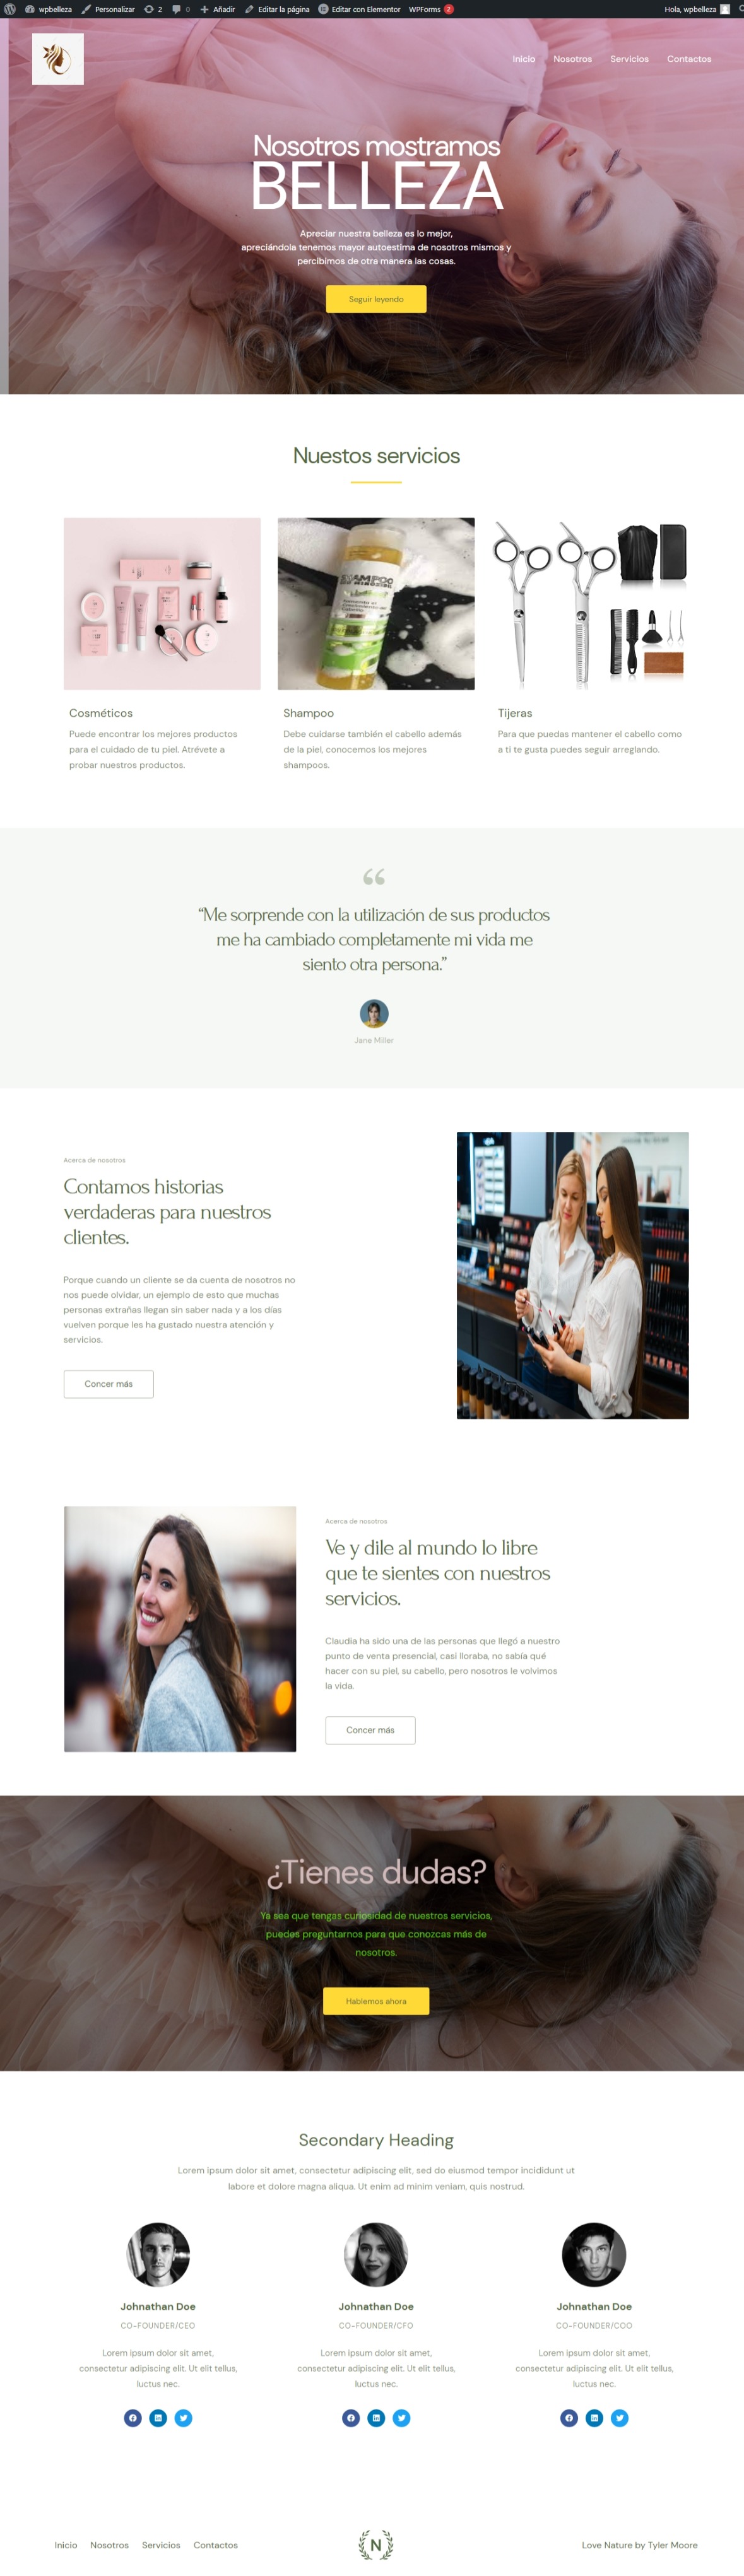 wpbelleza Personalizar 2 0 Añadir Editar la página Editar con Elementor WPForms 2 Hola, wpbelleza
Inicio Nosotros Servicios Contactos
Nosotros mostramos
BELLEZA
Apreciar nuestra belleza es lo mejor,
apreciándola tenemos mayor autoestima de nosotros mismos y
percibimos de otra manera las cosas.
Seguir leyendo
Nuestos servicios
Cosméticos
Puede encontrar los mejores productos
para el cuidado de tu piel. Atrévete a
probar nuestros productos.
Shampoo
Debe cuidarse también el cabello además
de la piel, conocemos los mejores
shampoos.
Tijeras
Para que puedas mantener el cabello como
a ti te gusta puedes seguir arreglando.
“Me sorprende con la utilización de sus productos
me ha cambiado completamente mi vida me
siento otra persona.”
Jane Miller
Acerca de nosotros
Contamos historias
verdaderas para nuestros
clientes.
Porque cuando un cliente se da cuenta de nosotros no
nos puede olvidar, un ejemplo de esto que muchas
personas extrañas llegan sin saber nada y a los días
vuelven porque les ha gustado nuestra atención y
servicios.
Concer más
Acerca de nosotros
Ve y dile al mundo lo libre
que te sientes con nuestros
servicios.
Claudia ha sido una de las personas que llegó a nuestro
punto de venta presencial, casi lloraba, no sabía qué
hacer con su piel, su cabello, pero nosotros le volvimos
la vida.
Concer más
¿Tienes dudas?
Ya sea que tengas curiosidad de nuestros servicios,
puedes preguntarnos para que conozcas más de
nosotros.
Hablemos ahora
Secondary Heading
Lorem ipsum dolor sit amet, consectetur adipiscing elit, sed do eiusmod tempor incididunt ut
labore et dolore magna aliqua. Ut enim ad minim veniam, quis nostrud.
Johnathan Doe
CO-FOUNDER/CEO
Lorem ipsum dolor sit amet,
consectetur adipiscing elit. Ut elit tellus,
luctus nec.
Johnathan Doe
CO-FOUNDER/CFO
Lorem ipsum dolor sit amet,
consectetur adipiscing elit. Ut elit tellus,
luctus nec.
Johnathan Doe
CO-FOUNDER/COO
Lorem ipsum dolor sit amet,
consectetur adipiscing elit. Ut elit tellus,
luctus nec.
Inicio Nosotros Servicios Contactos
N
Love Nature by Tyler Moore